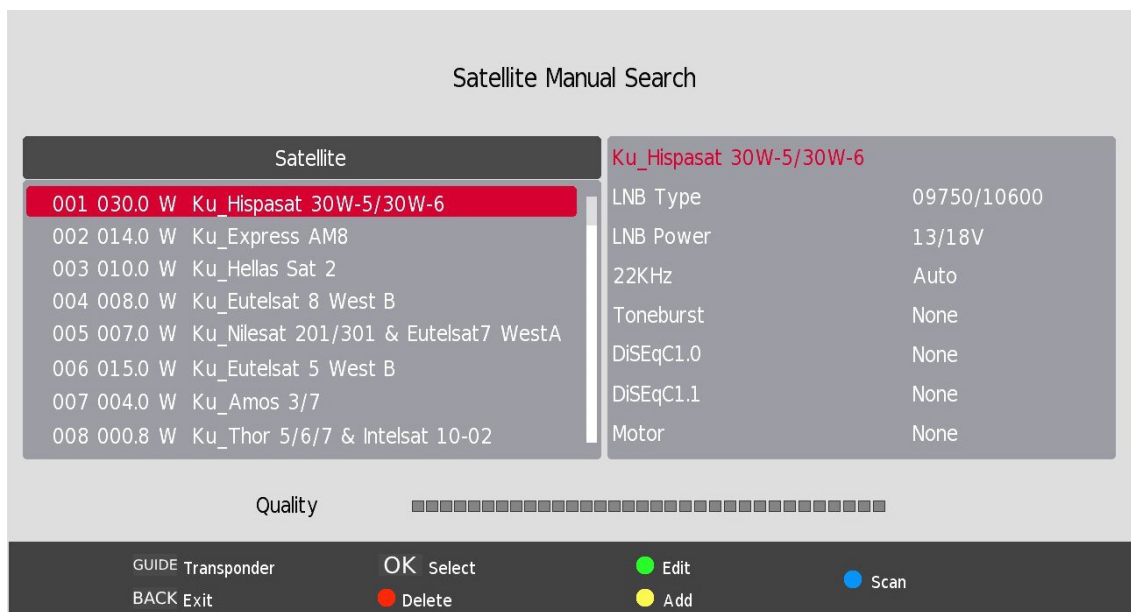 Satellite Manual Search
Satellite
001 030.0 W Ku_Hispasat 30W-5/30W-6
002 014.0 W Ku_Express AM8
003 010.0 W Ku_Hellas Sat 2
004 008.0 W Ku_Eutelsat 8 West B
005 007.0 W Ku_Nilesat 201/301 & Eutelsat7 WestA
006 015.0 W Ku_Eutelsat 5 West B
007 004.0 W Ku_Amos 3/7
008 000.8 W Ku_Thor 5/6/7 & Intelsat 10-02
Ku_Hispasat 30W-5/30W-6
LNB Type 09750/10600
LNB Power 13/18V
22KHz Auto
Toneburst None
DiSEqC1.0 None
DiSEqC1.1 None
Motor None
Quality
GUIDE Transponder OK Select Edit Scan
BACK Exit Delete Add